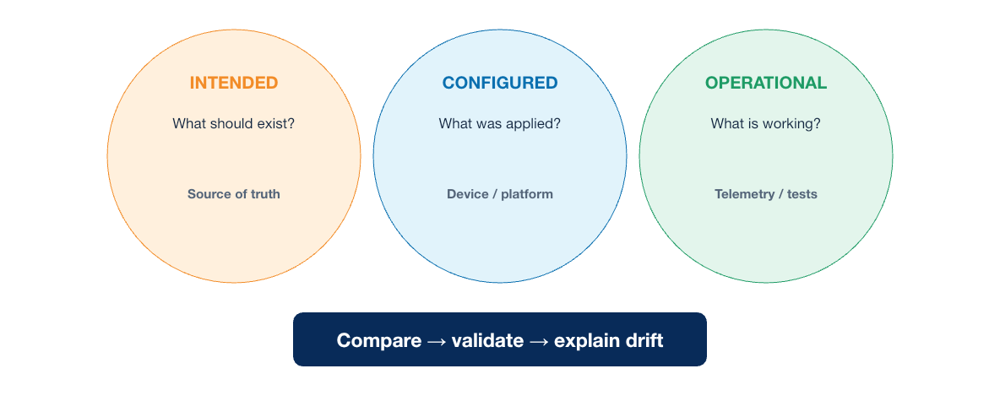 INTENDED
What should exist?
Source of truth
CONFIGURED
What was applied?
Device / platform
OPERATIONAL
What is working?
Telemetry / tests
Compare → validate → explain drift